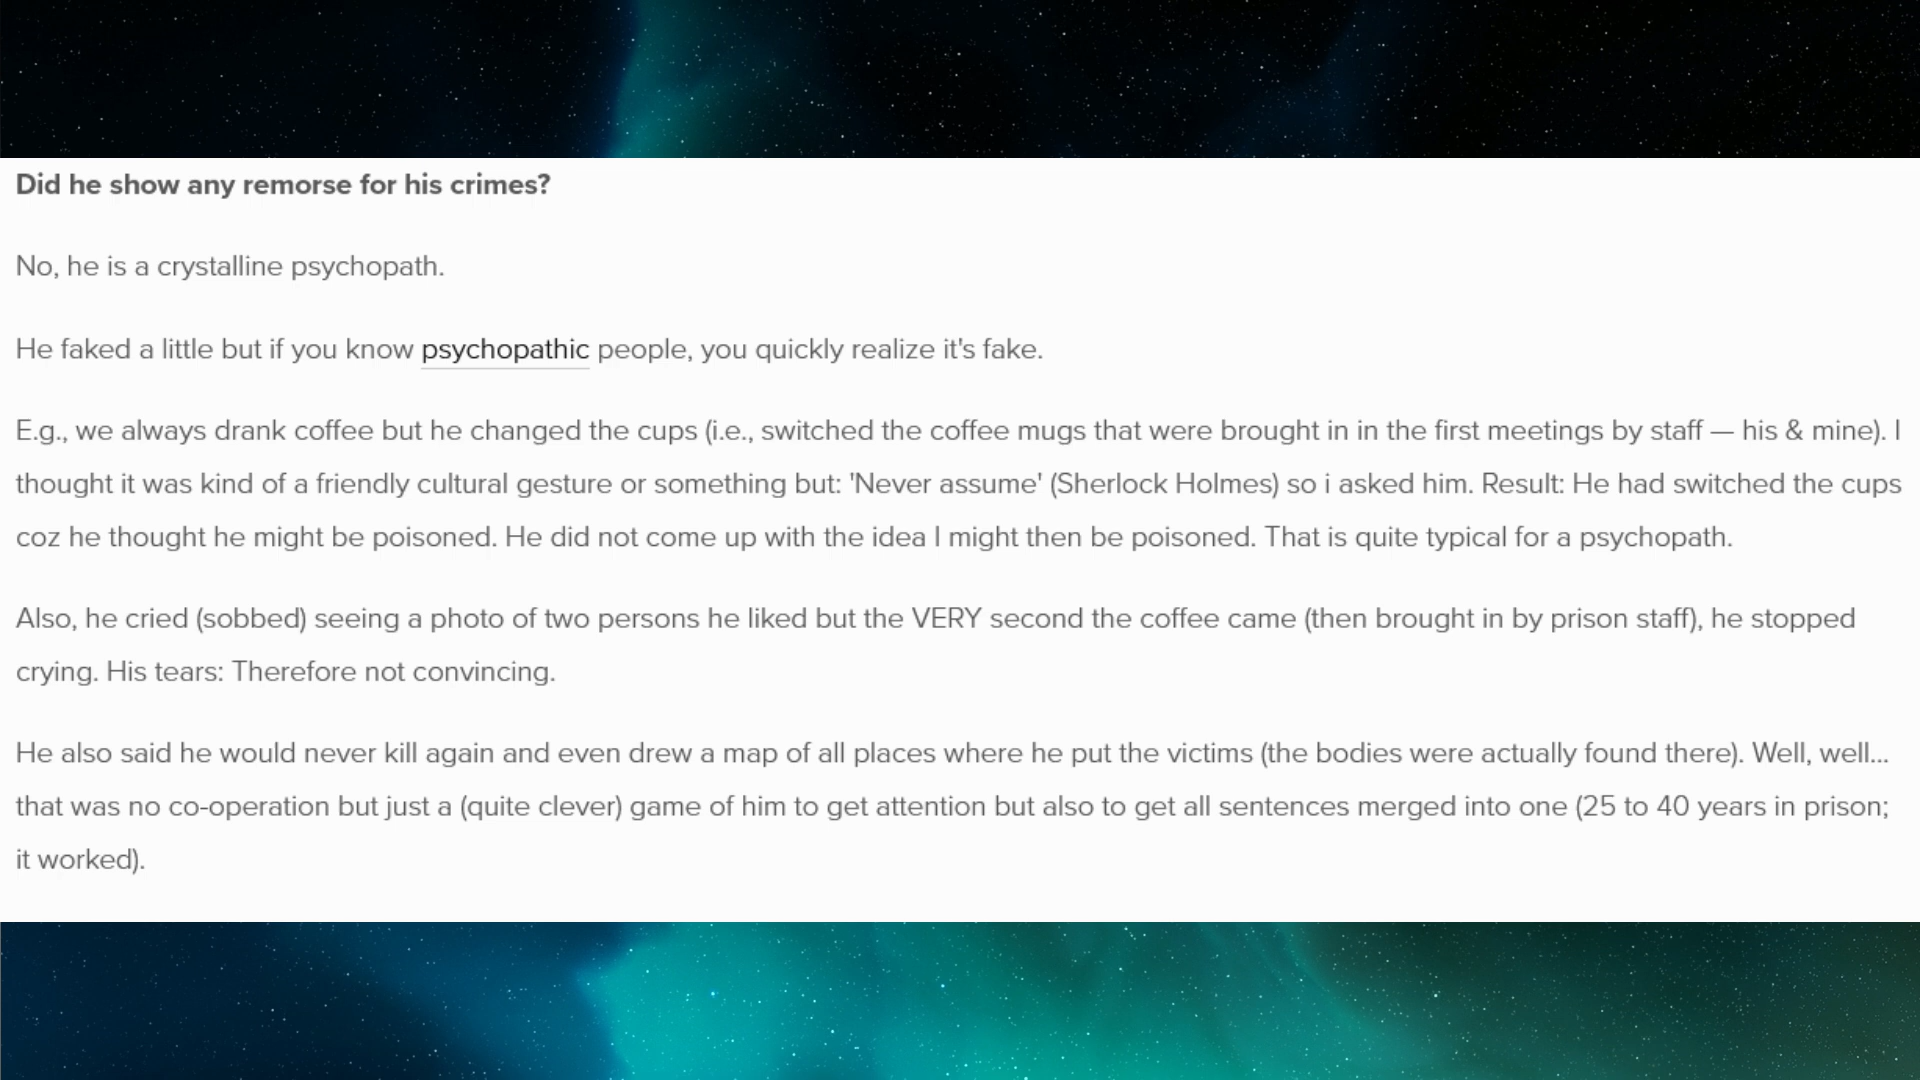 Did he show any remorse for his crimes?
No, he is a crystalline psychopath.
He faked a little but if you know psychopathic people, you quickly realize it's fake.
E.g., we always drank coffee but he changed the cups (i.e., switched the coffee mugs that were brought in in the first meetings by staff — his & mine). I
thought it was kind of a friendly cultural gesture or something but: 'Never assume' (Sherlock Holmes) so i asked him. Result: He had switched the cups
coz he thought he might be poisoned. He did not come up with the idea I might then be poisoned. That is quite typical for a psychopath.
Also, he cried (sobbed) seeing a photo of two persons he liked but the VERY second the coffee came (then brought in by prison staff), he stopped
crying. His tears: Therefore not convincing.
He also said he would never kill again and even drew a map of all places where he put the victims (the bodies were actually found there). Well, well...
that was no co-operation but just a (quite clever) game of him to get attention but also to get all sentences merged into one (25 to 40 years in prison;
it worked).